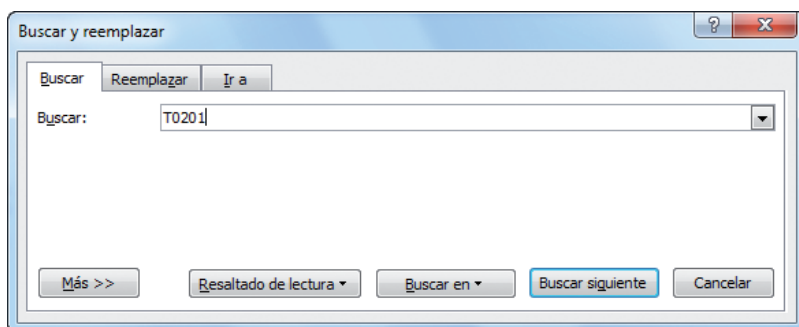 Buscar y reemplazar
Buscar Reemplazar Ir a
Buscar: T0201
Más >> Resaltado de lectura Buscar en Buscar siguiente Cancelar